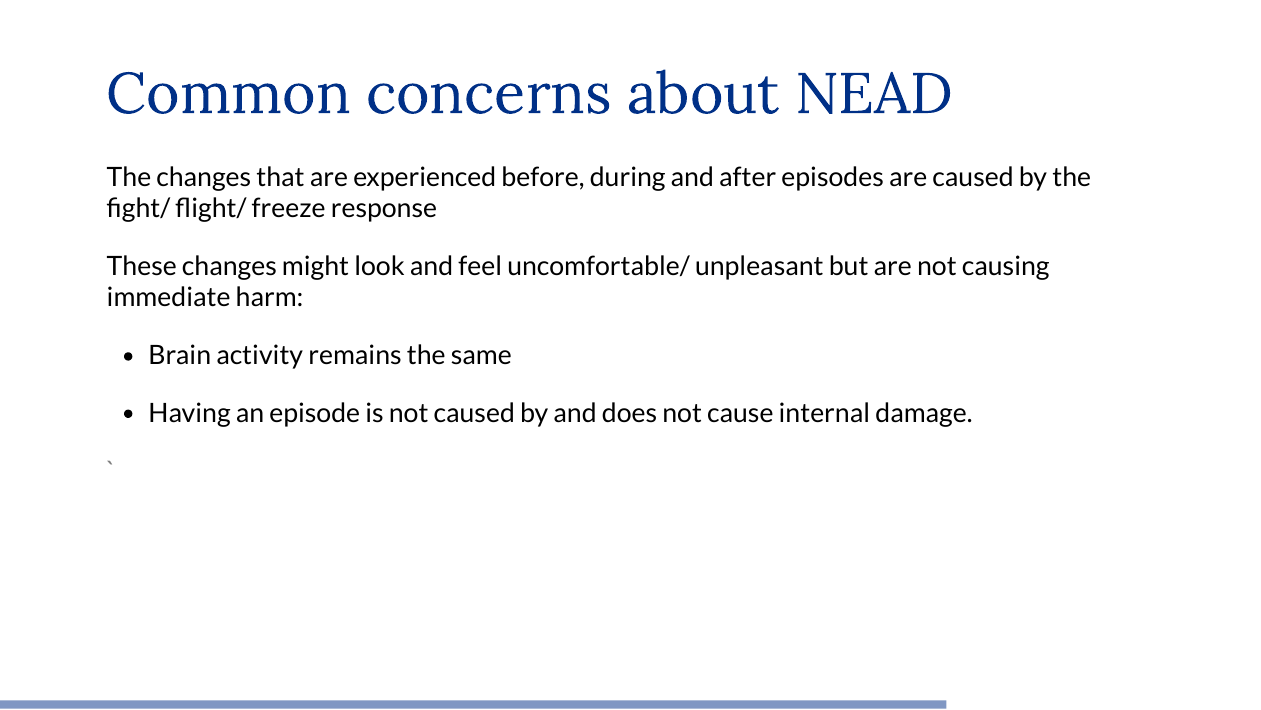 Common concerns about NEAD
The changes that are experienced before, during and after episodes are caused by the
fight/ flight/ freeze response
These changes might look and feel uncomfortable/ unpleasant but are not causing
immediate harm:
• Brain activity remains the same
• Having an episode is not caused by and does not cause internal damage.
`